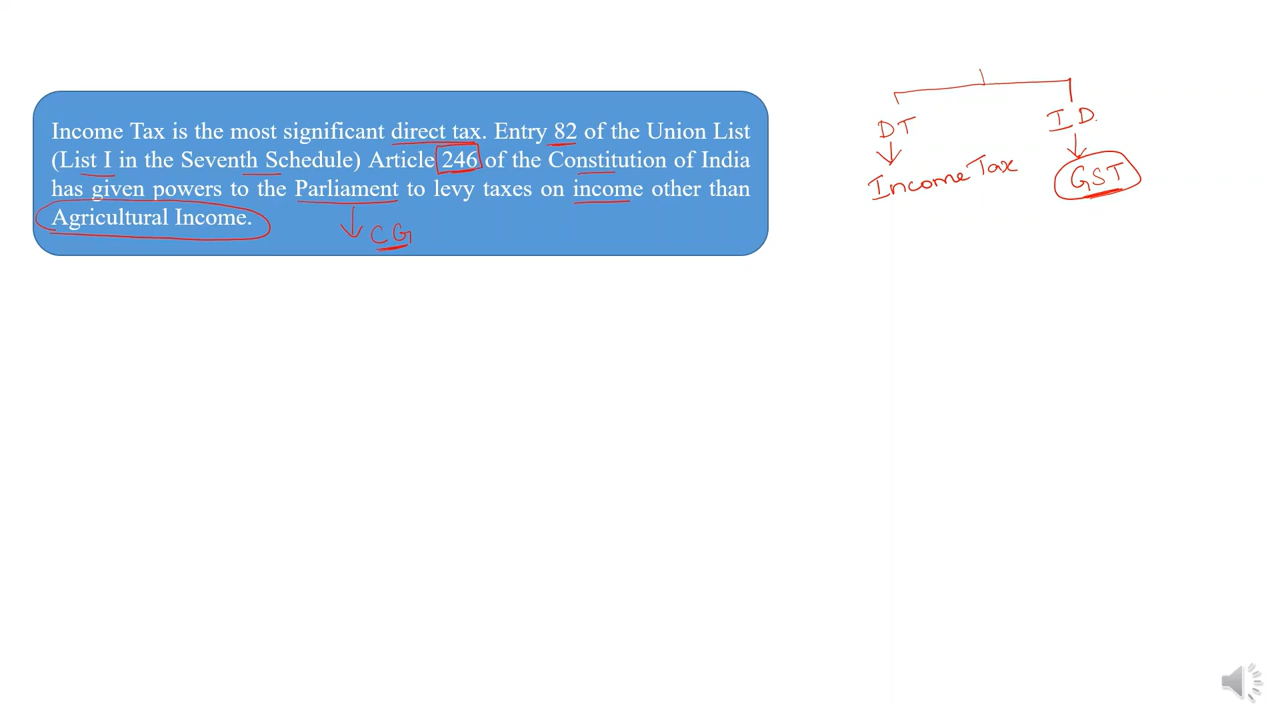 Income Tax is the most significant direct tax. Entry 82 of the Union List
(List I in the Seventh Schedule) Article 246 of the Constitution of India
has given powers to the Parliament to levy taxes on income other than
Agricultural Income.
CG
DT
I D.
Income Tax
GST